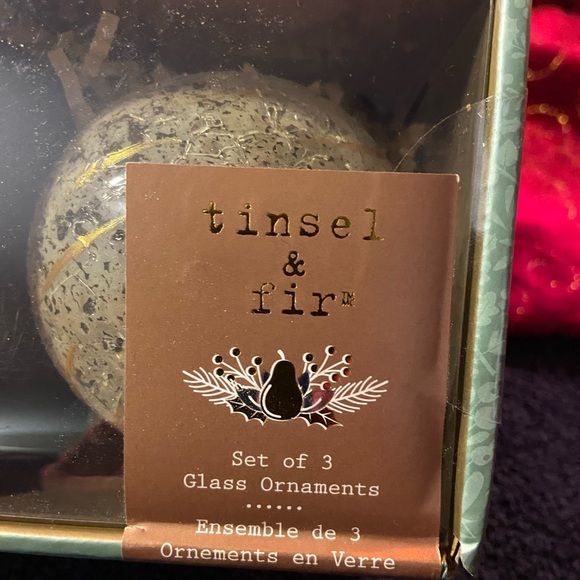 tinsel
&
fir™
Set of 3
Glass Ornaments
Ensemble de 3
Ornements en Verre